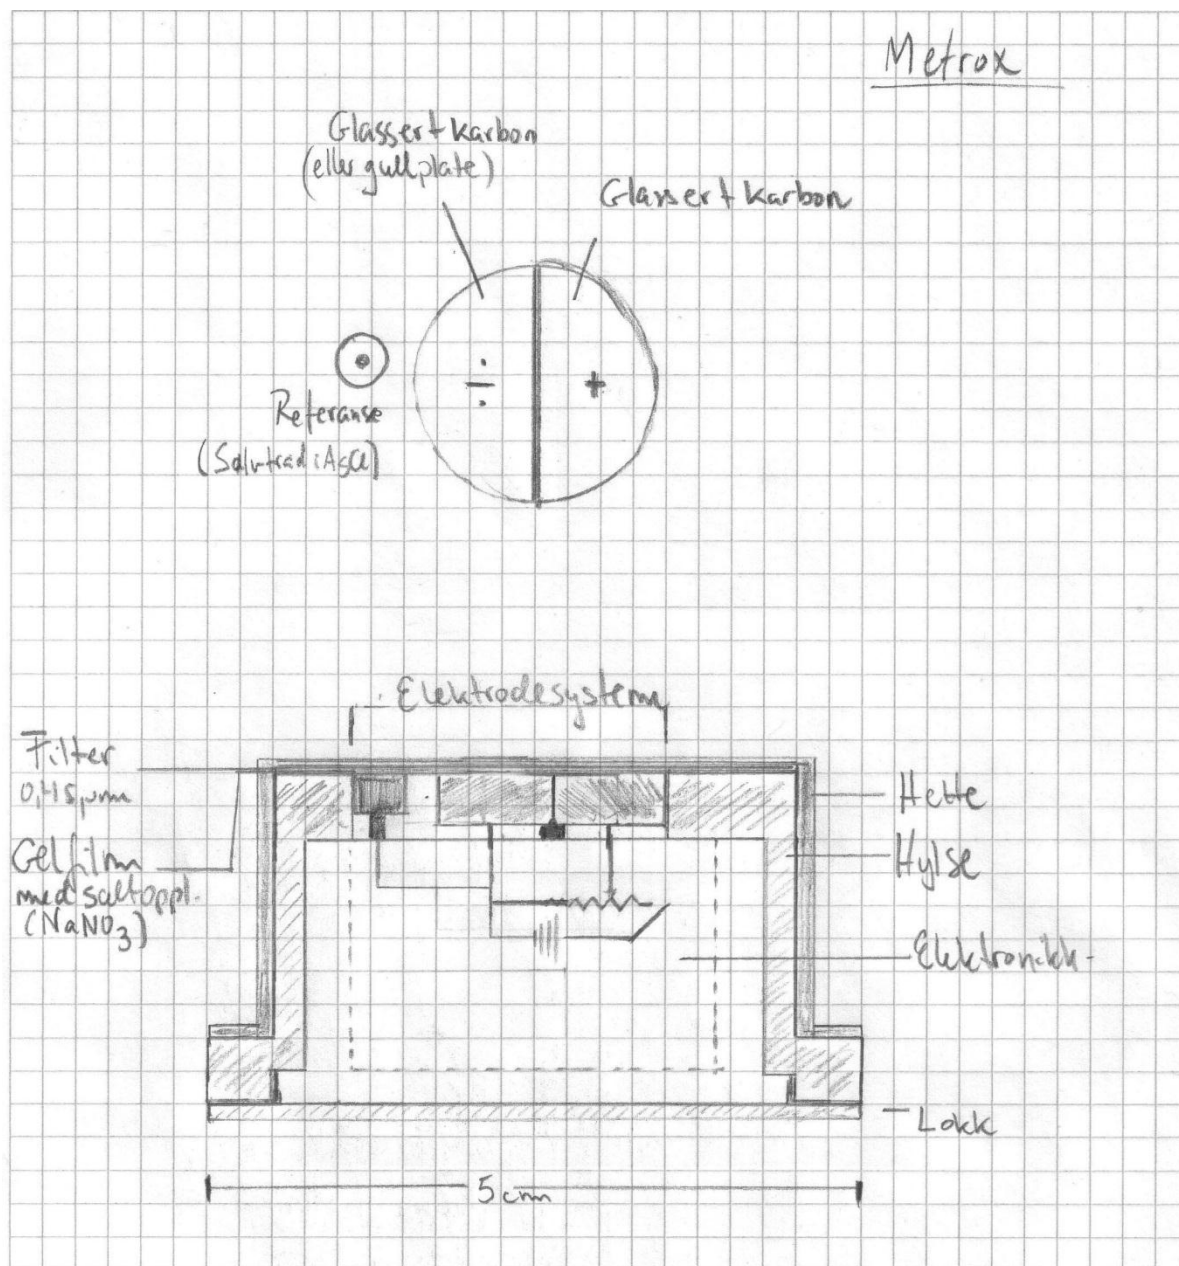 Metrox
Glassert karbon
(eller gullplate)
Glassert karbon
÷
+
Referanse
(Sølvtråd i AgCl)
Elektrodesystem
Filter
0,45 µm
Gelfilm
med saltoppl.
(NaNO3)
Hette
Hylse
Elektronikk
Lokk
5 cm